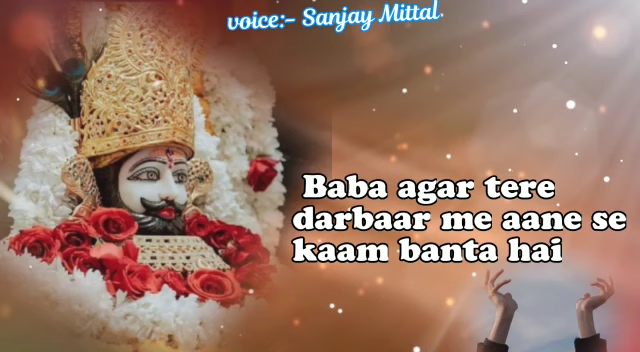 voice:- Sanjay Mittal
Baba agar tere
darbaar me aane se
kaam banta hai